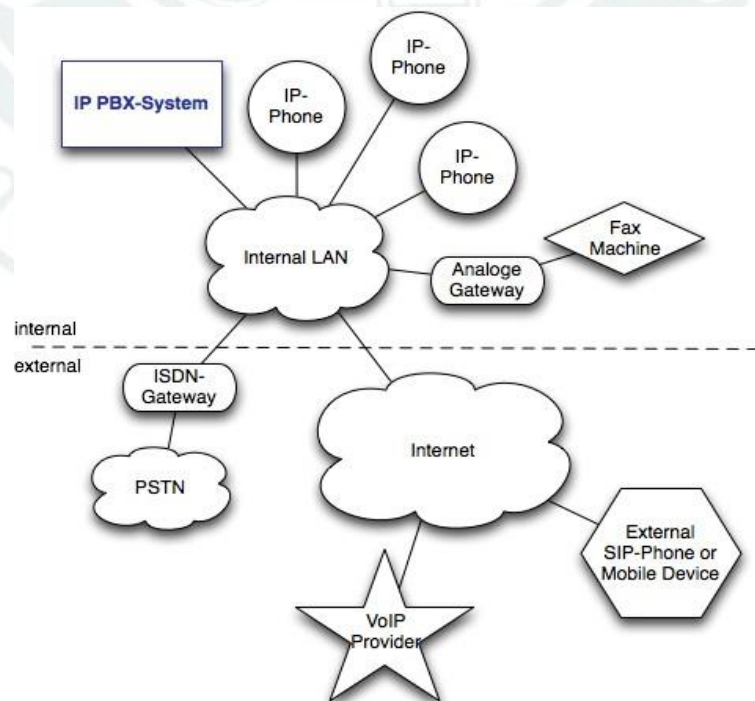 IP-
Phone
IP PBX-System
IP-
Phone
IP-
Phone
Fax
Machine
Internal LAN
Analoge
Gateway
internal
external
ISDN-
Gateway
Internet
PSTN
External
SIP-Phone or
Mobile Device
VoIP
Provider